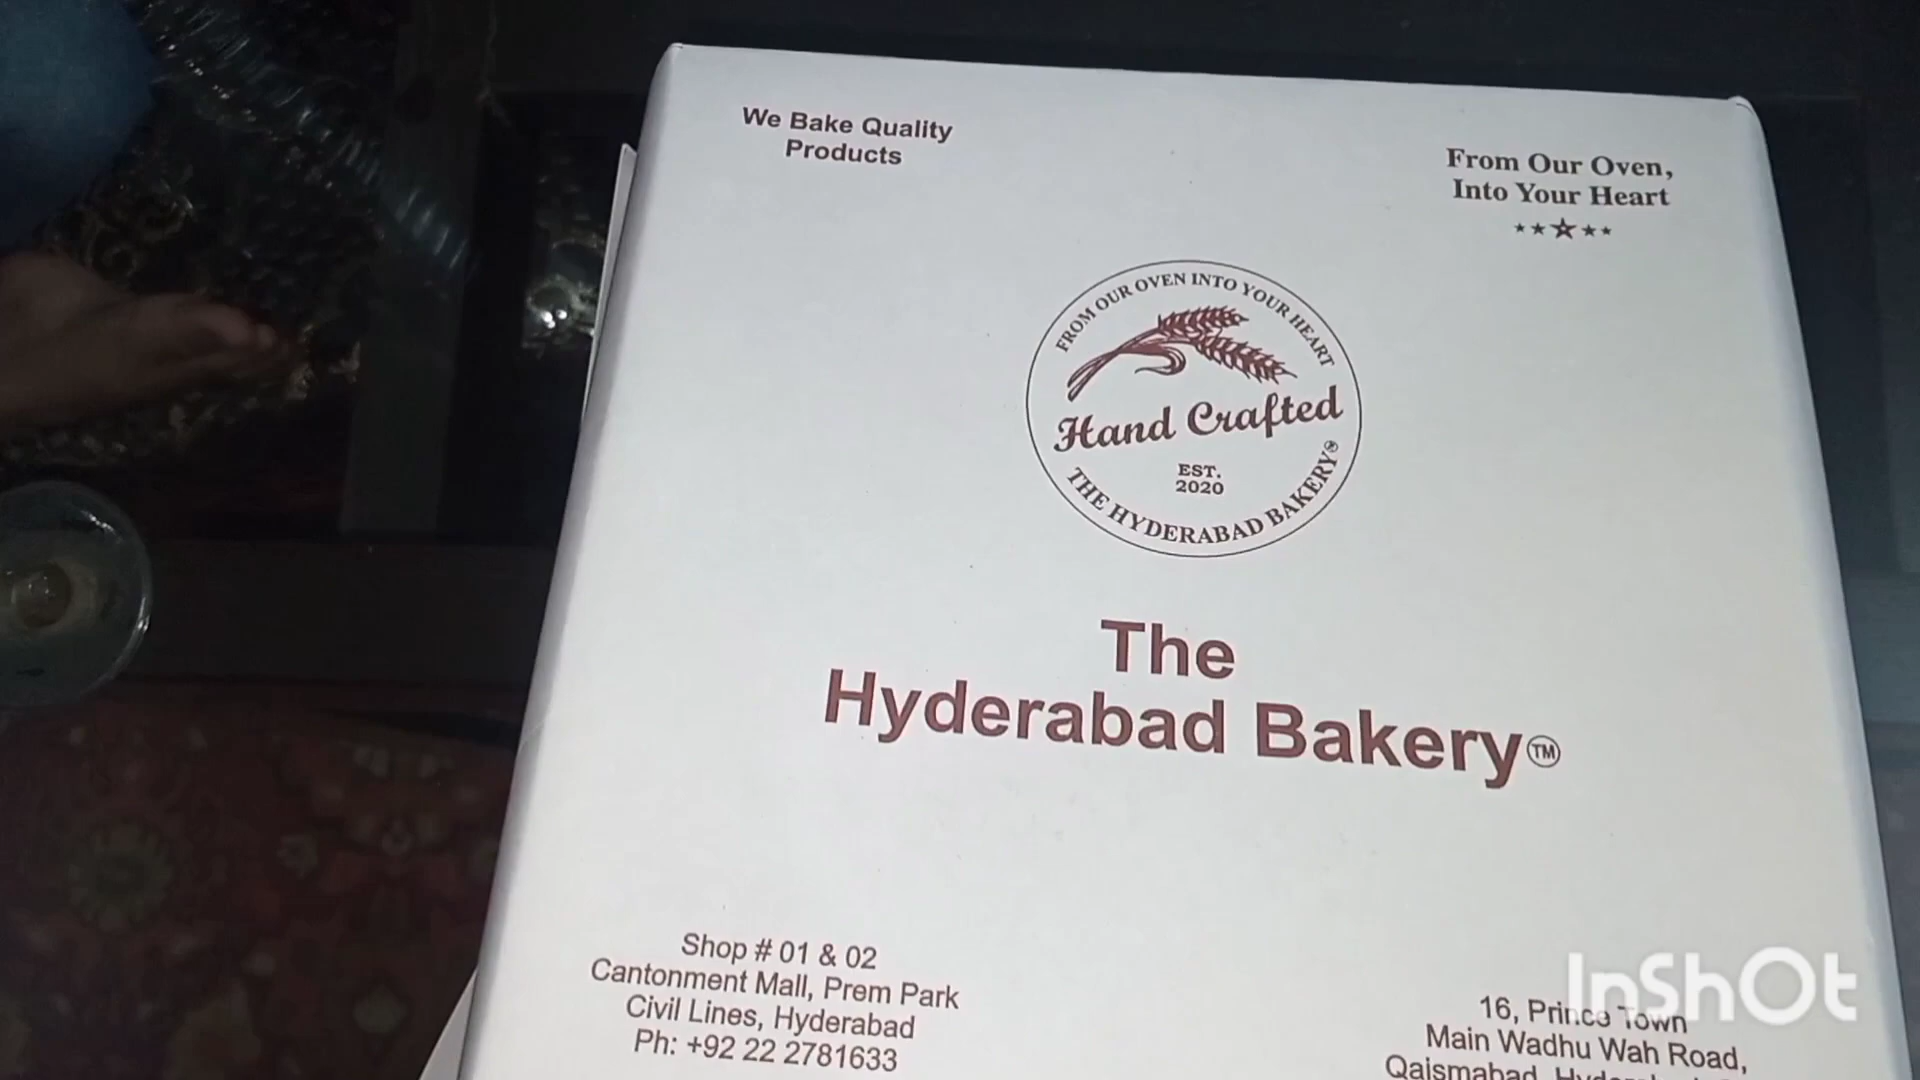 We Bake Quality
Products
From Our Oven,
Into Your Heart
FROM OUR OVEN INTO YOUR HEART
Hand Crafted
EST.
2020
THE HYDERABAD BAKERY®
The
Hyderabad Bakery™
Shop # 01 & 02
Cantonment Mall, Prem Park
Civil Lines, Hyderabad
Ph: +92 22 2781633
16, Prince Town
Main Wadhu Wah Road,
Qaismabad,
InShOt